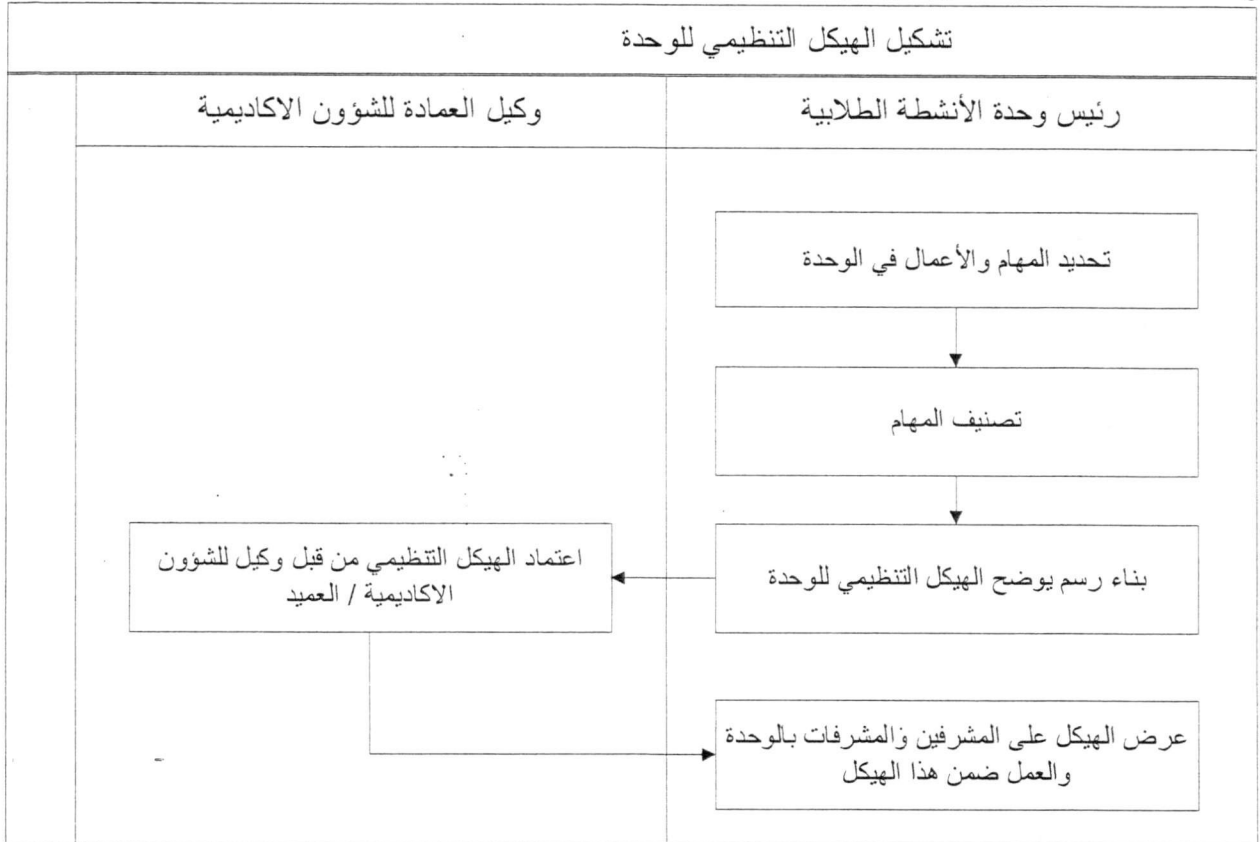 تشكيل الهيكل التنظيمي للوحدة
رئيس وحدة الأنشطة الطلابية
وكيل العمادة للشؤون الاكاديمية
تحديد المهام والأعمال في الوحدة
تصنيف المهام
بناء رسم يوضح الهيكل التنظيمي للوحدة
اعتماد الهيكل التنظيمي من قبل وكيل للشؤون
الاكاديمية / العميد
عرض الهيكل على المشرفين والمشرفات بالوحدة
والعمل ضمن هذا الهيكل